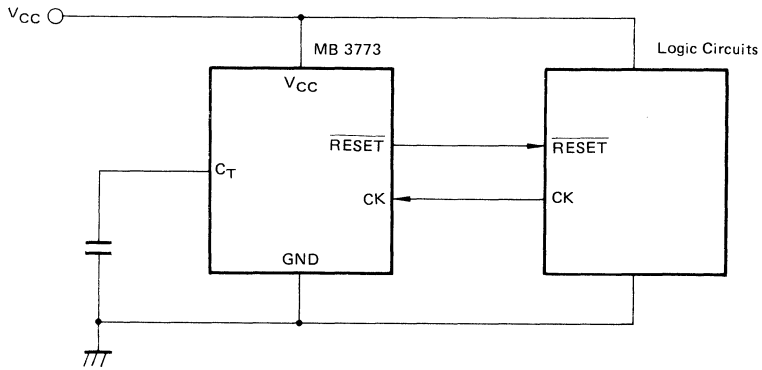 VCC
MB 3773
Logic Circuits
VCC
RESET
RESET
CT
CK
CK
GND